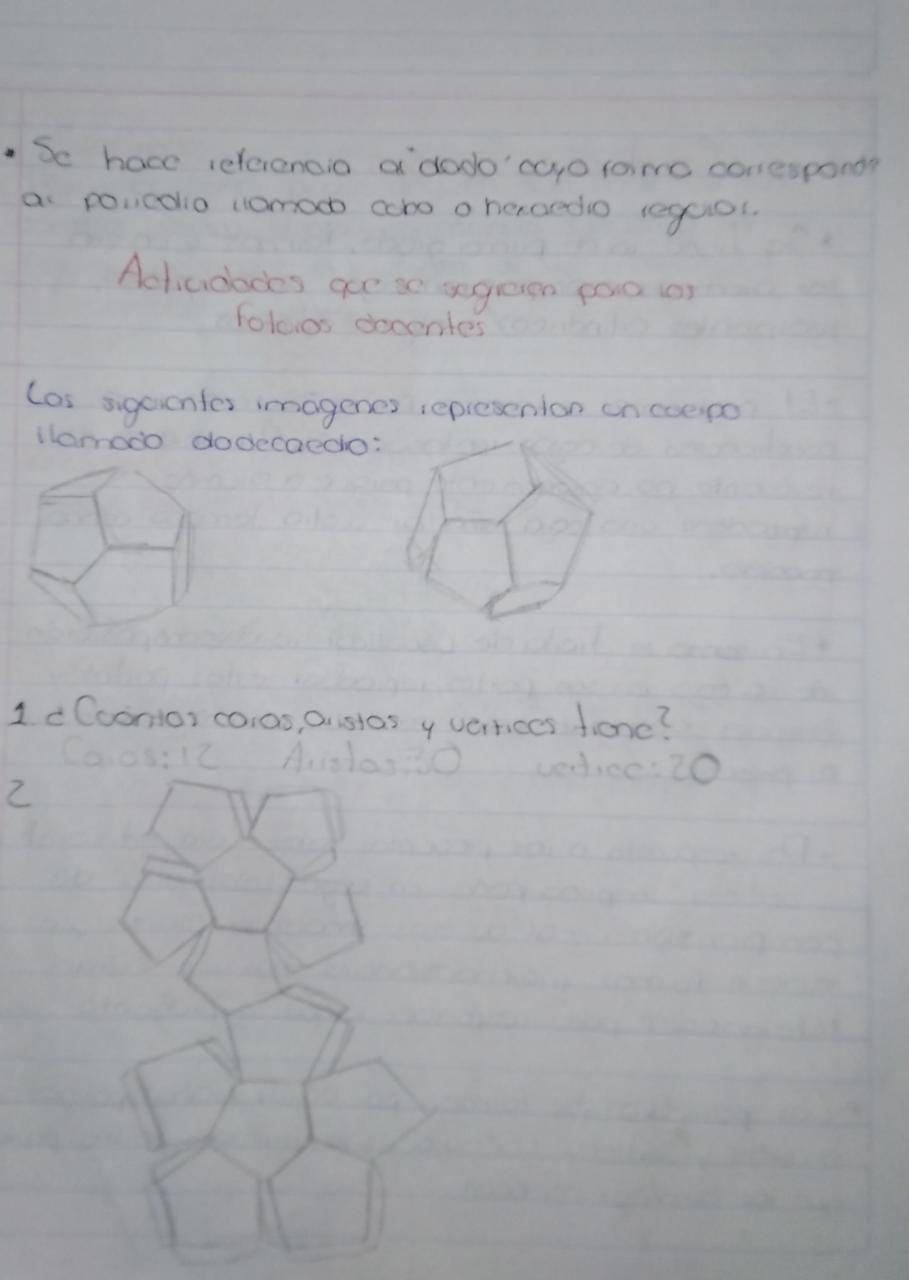 • Se hace referencia al dado cuya forma corresponde
al poliedro llamado cubo o hexaedro regular.
Actividades que se sugieren para los
futuros docentes
Las siguientes imágenes representan un cuerpo
llamado dodecaedro:
1 ¿Cuántas caras, aristas y vertices tiene?
Caras: 12 Aristas: 30 vertice: 20
2